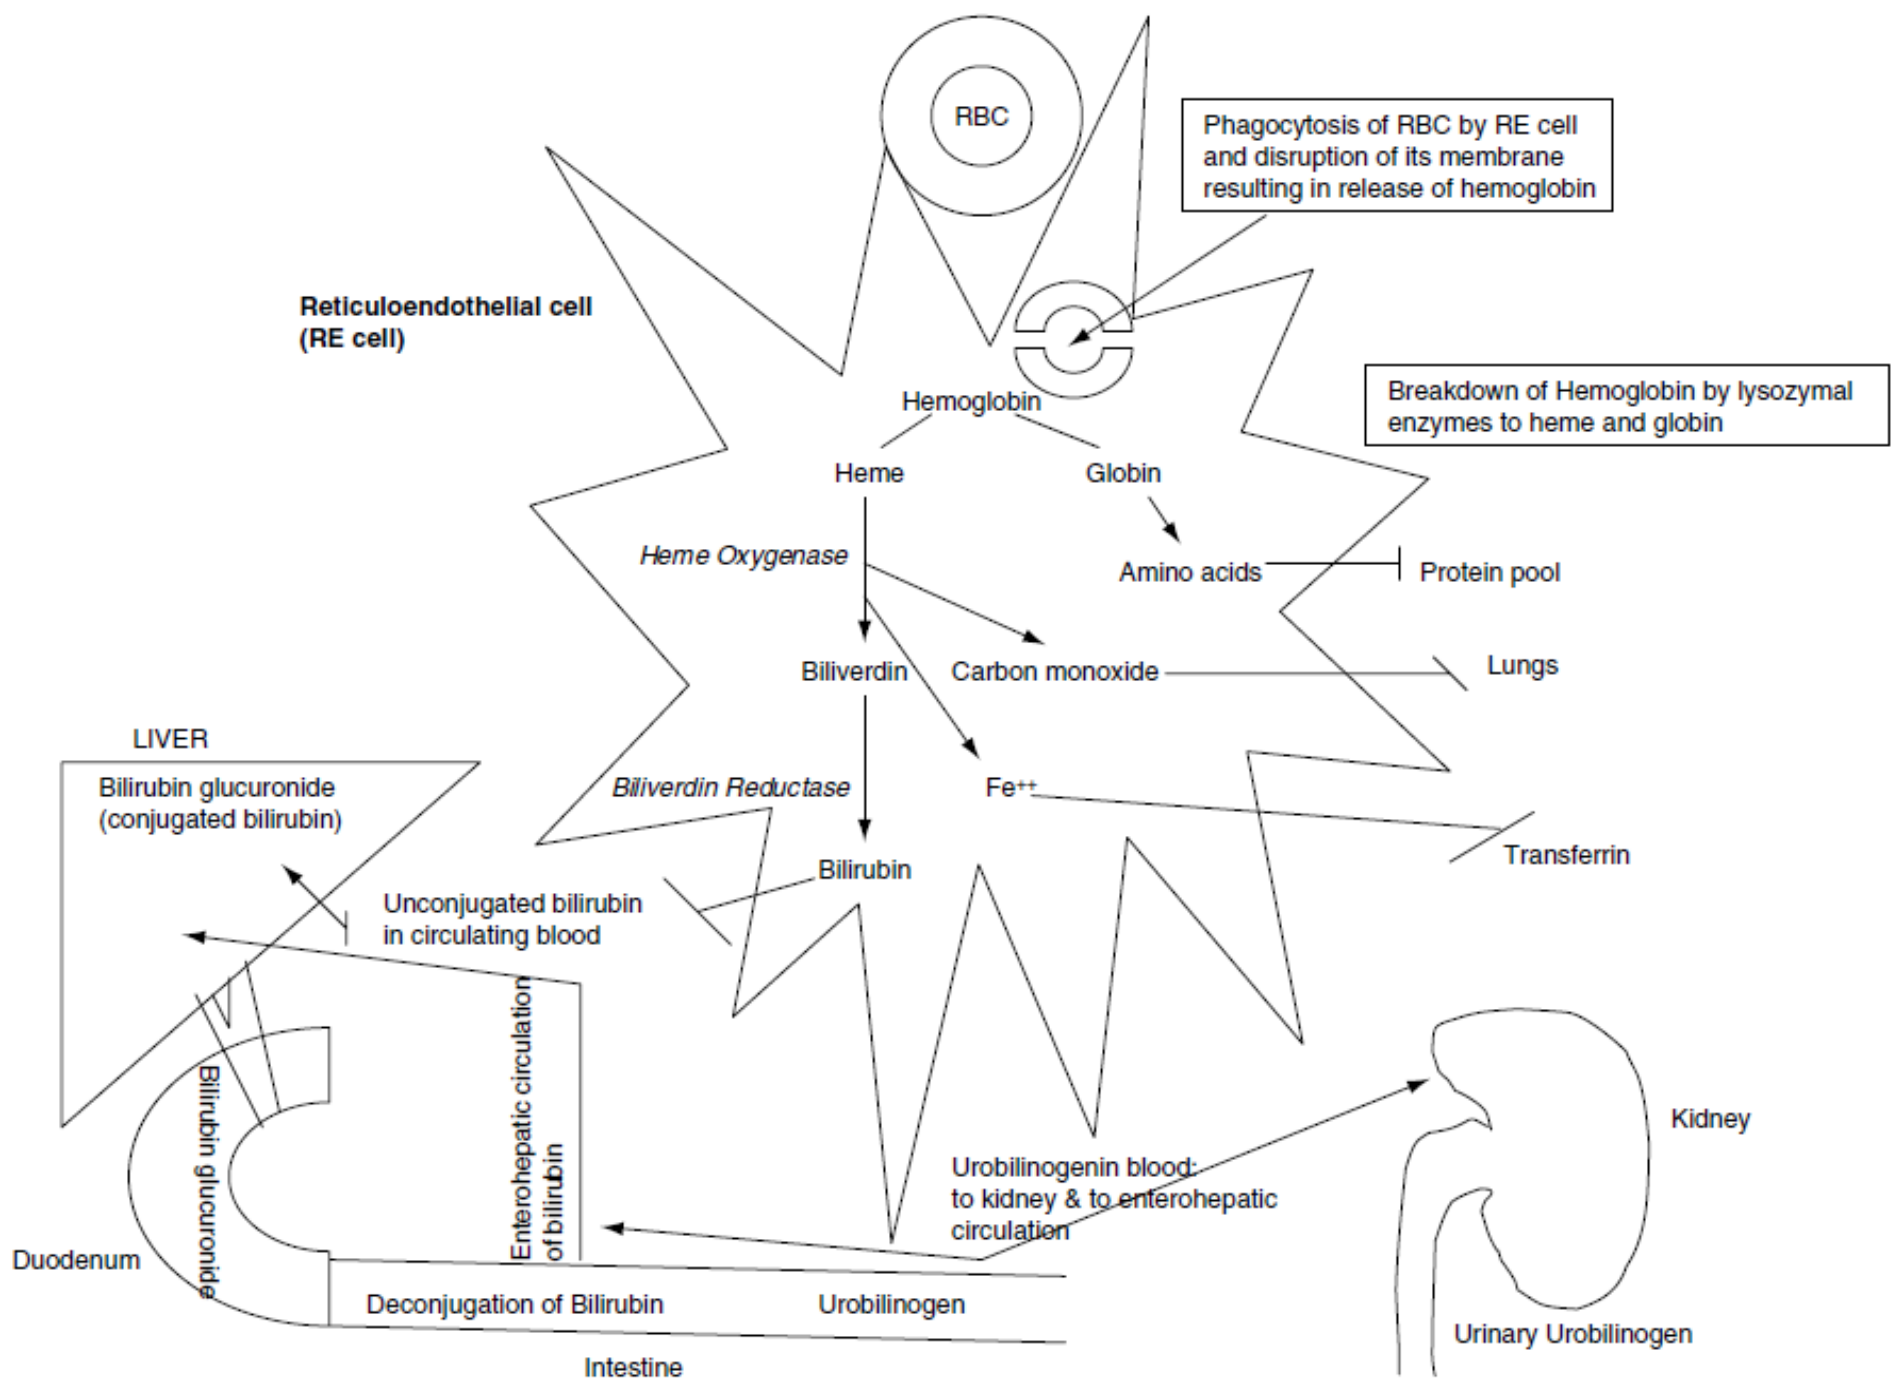 RBC
Phagocytosis of RBC by RE cell
and disruption of its membrane
resulting in release of hemoglobin
Reticuloendothelial cell
(RE cell)
Hemoglobin
Breakdown of Hemoglobin by lysozymal
enzymes to heme and globin
Heme
Globin
Heme Oxygenase
Amino acids
Protein pool
Biliverdin
Carbon monoxide
Lungs
LIVER
Bilirubin glucuronide
(conjugated bilirubin)
Biliverdin Reductase
Fe++
Transferrin
Bilirubin
Unconjugated bilirubin
in circulating blood
Enterohepatic circulation
of bilirubin
Bilirubin glucuronide
Kidney
Urobilinogenin blood:
to kidney & to enterohepatic
circulation
Duodenum
Deconjugation of Bilirubin
Urobilinogen
Urinary Urobilinogen
Intestine